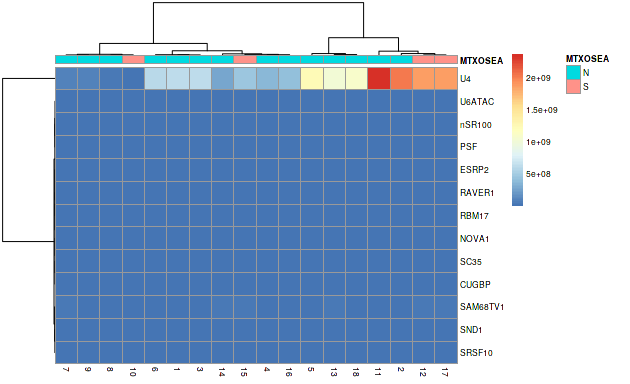 MTXOSEA
U4
U6ATAC
nSR100
PSF
ESRP2
RAVER1
RBM17
NOVA1
SC35
CUGBP
SAM68TV1
SND1
SRSF10
7 9 8 10 6 1 3 14 15 4 16 5 13 18 11 2 12 17
2e+09
1.5e+09
1e+09
5e+08
MTXOSEA
N
S